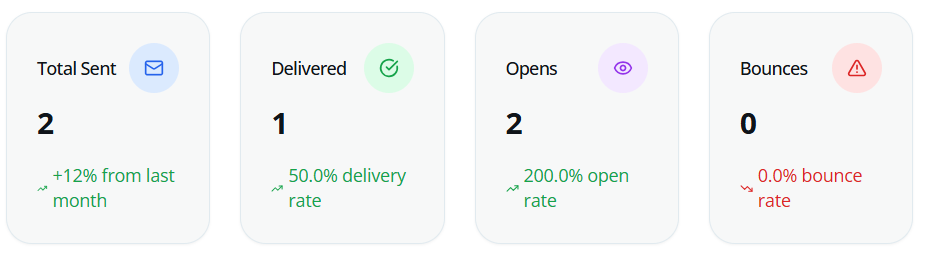 Total Sent
2
+12% from last
month
Delivered
1
50.0% delivery
rate
Opens
2
200.0% open
rate
Bounces
0
0.0% bounce
rate